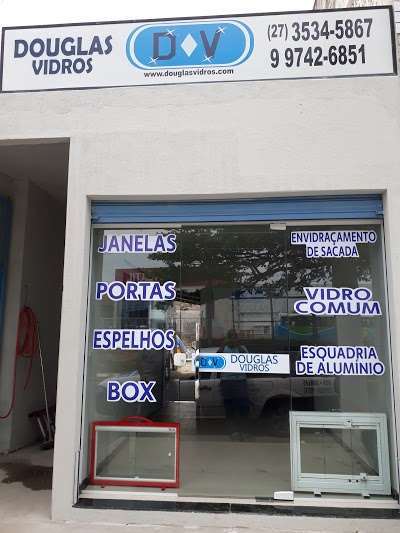 DOUGLAS
VIDROS
D V
www.douglasvidros.com
(27) 3534-5867
9 9742-6851
JANELAS
PORTAS
ESPELHOS
BOX
DV DOUGLAS
VIDROS
ENVIDRAÇAMENTO
DE SACADA
VIDRO
COMUM
ESQUADRIA
DE ALUMÍNIO